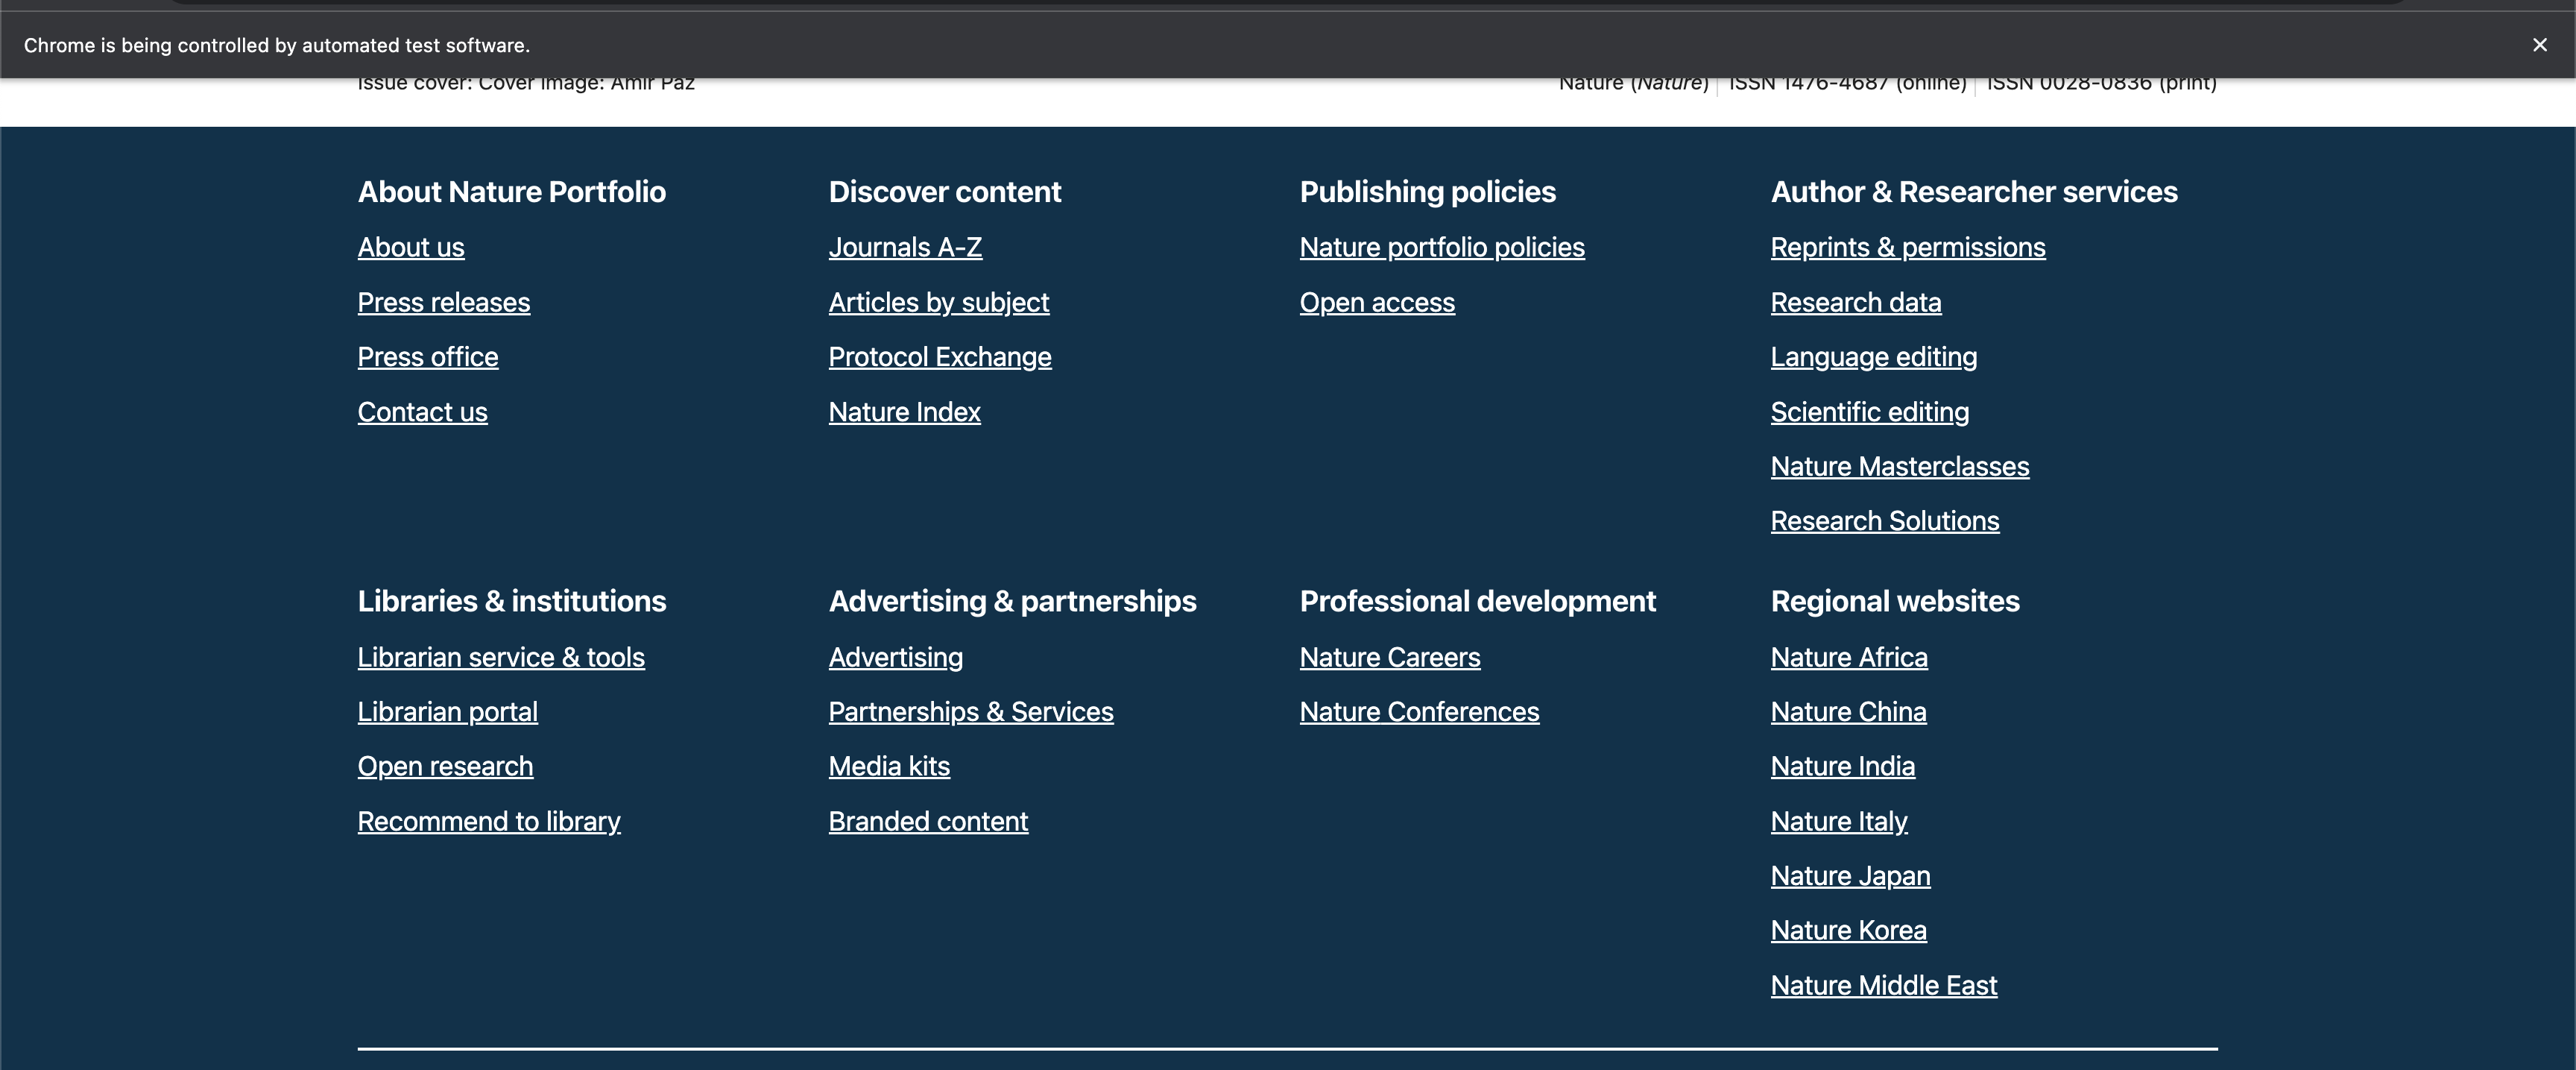 Chrome is being controlled by automated test software.
Issue cover: Cover image: Amir Paz
Nature (Nature) ISSN 1476-4687 (online) ISSN 0028-0836 (print)
About Nature Portfolio
About us
Press releases
Press office
Contact us
Discover content
Journals A-Z
Articles by subject
Protocol Exchange
Nature Index
Publishing policies
Nature portfolio policies
Open access
Author & Researcher services
Reprints & permissions
Research data
Language editing
Scientific editing
Nature Masterclasses
Research Solutions
Libraries & institutions
Librarian service & tools
Librarian portal
Open research
Recommend to library
Advertising & partnerships
Advertising
Partnerships & Services
Media kits
Branded content
Professional development
Nature Careers
Nature Conferences
Regional websites
Nature Africa
Nature China
Nature India
Nature Italy
Nature Japan
Nature Korea
Nature Middle East